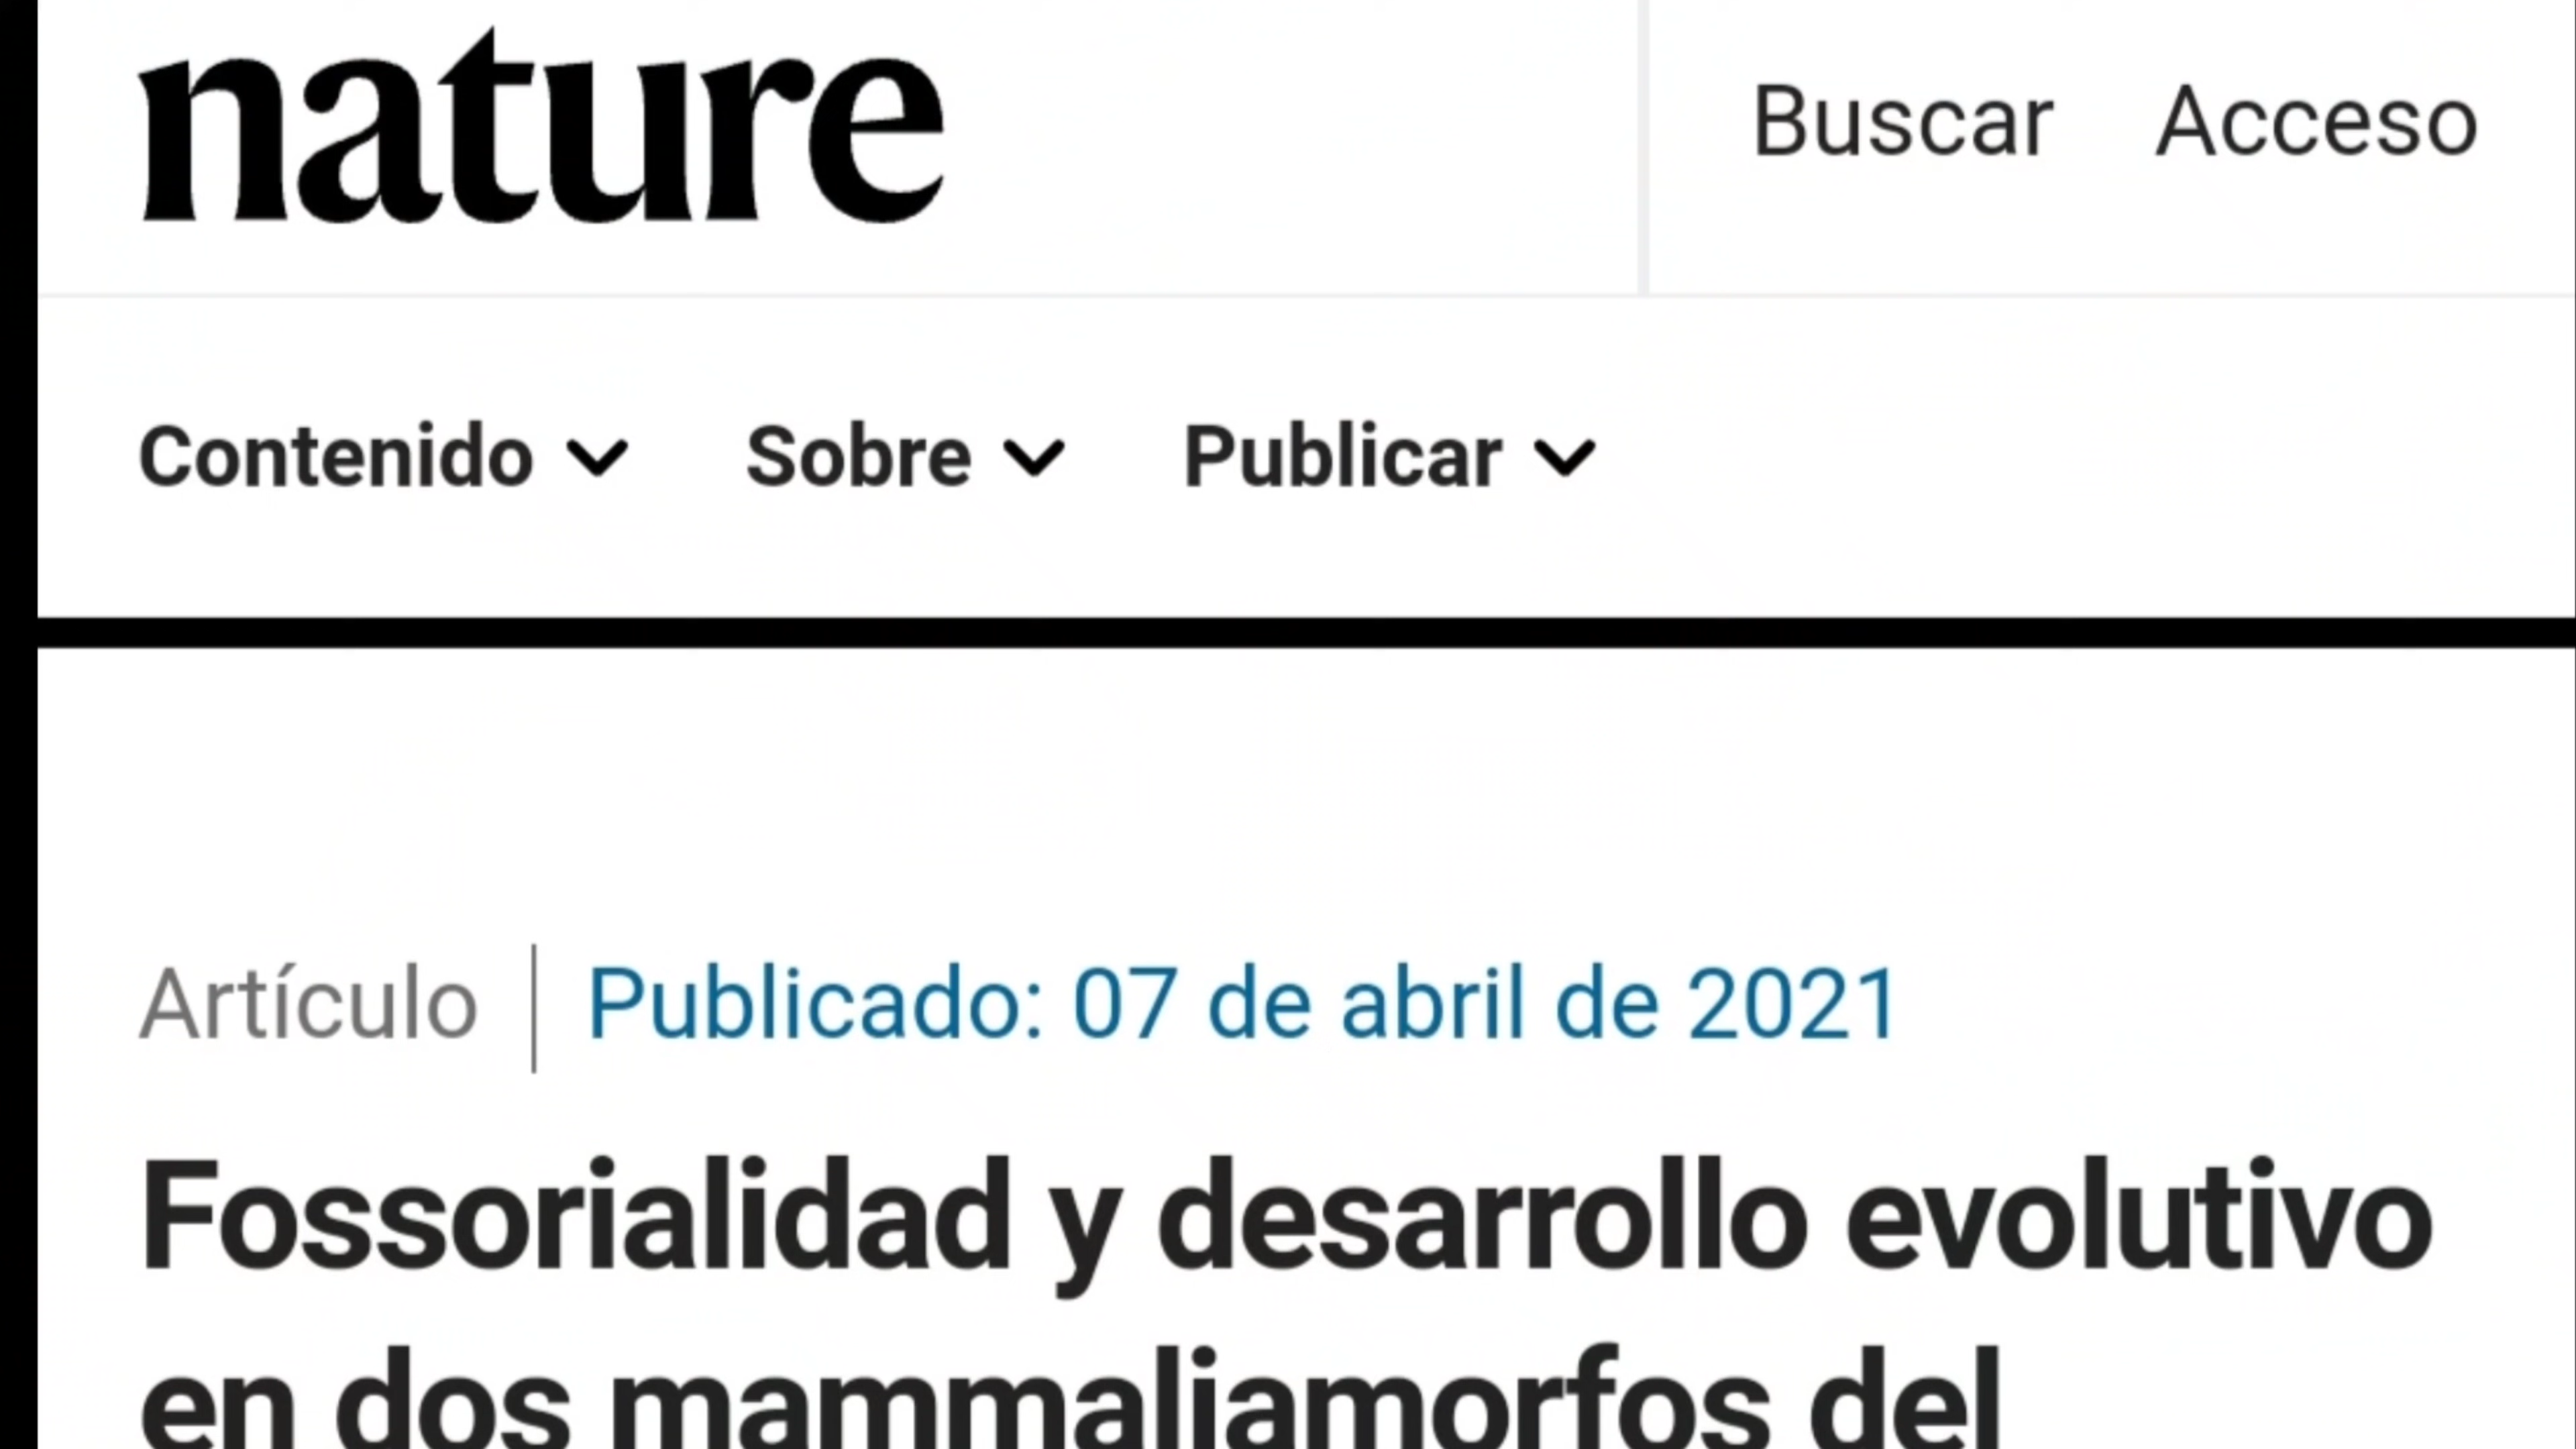 nature
Buscar Acceso
Contenido Sobre Publicar
Artículo Publicado: 07 de abril de 2021
Fossorialidad y desarrollo evolutivo
en dos mammaliamorfos del